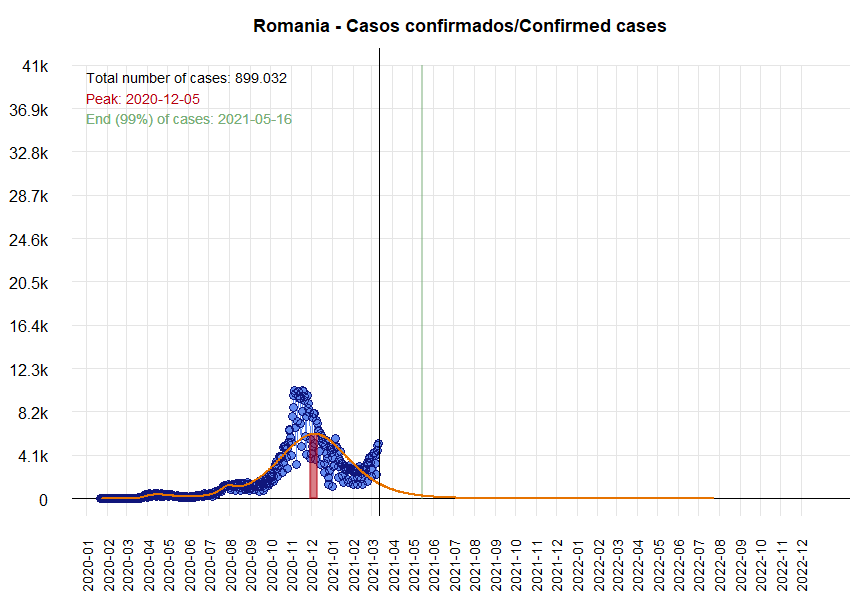 Romania - Casos confirmados/Confirmed cases
Total number of cases: 899.032
Peak: 2020-12-05
End (99%) of cases: 2021-05-16
41k
36.9k
32.8k
28.7k
24.6k
20.5k
16.4k
12.3k
8.2k
4.1k
0
2020-01
2020-02
2020-03
2020-04
2020-05
2020-06
2020-07
2020-08
2020-09
2020-10
2020-11
2020-12
2021-01
2021-02
2021-03
2021-04
2021-05
2021-06
2021-07
2021-08
2021-09
2021-10
2021-11
2021-12
2022-01
2022-02
2022-03
2022-04
2022-05
2022-06
2022-07
2022-08
2022-09
2022-10
2022-11
2022-12